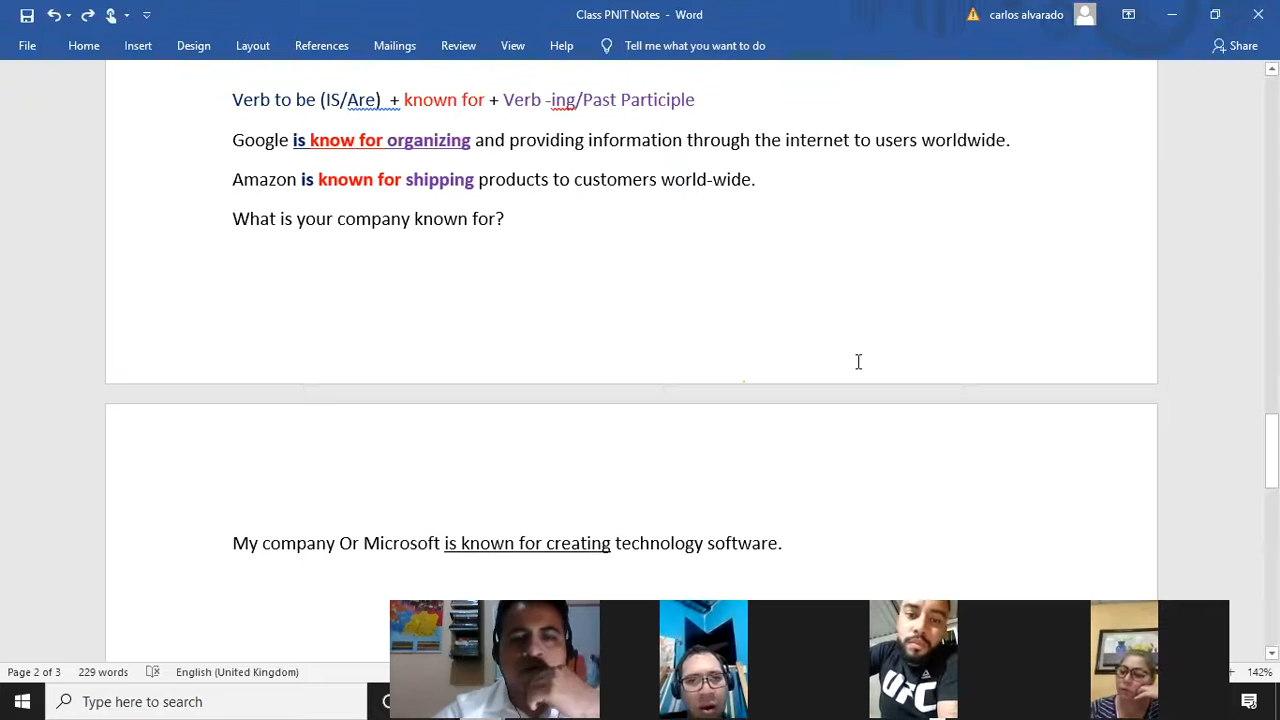 Class PNIT Notes - Word
carlos alvarado
File Home Insert Design Layout References Mailings Review View Help Tell me what you want to do Share
Verb to be (IS/Are) + known for + Verb -ing/Past Participle
Google is know for organizing and providing information through the internet to users worldwide.
Amazon is known for shipping products to customers world-wide.
What is your company known for?
My company Or Microsoft is known for creating technology software.
UFC
Page 2 of 3 229 words English (United Kingdom) 142%
Type here to search